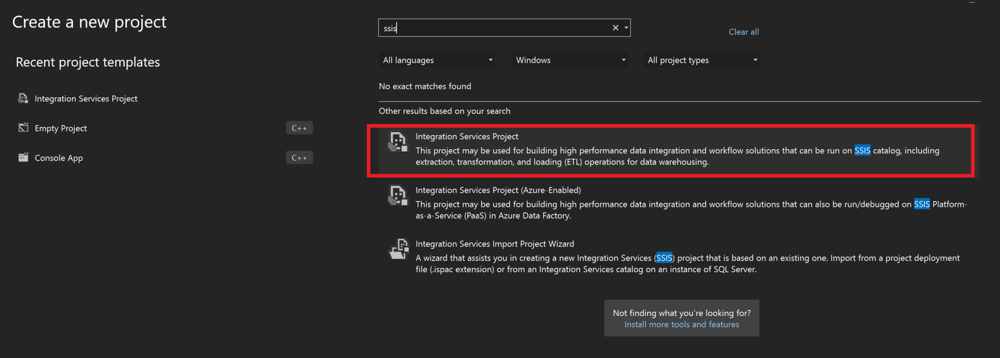 Create a new project
Recent project templates
Integration Services Project
Empty Project
C++
Console App
C++
ssis
Clear all
All languages
Windows
All project types
No exact matches found
Other results based on your search
Integration Services Project
This project may be used for building high performance data integration and workflow solutions that can be run on SSIS catalog, including
extraction, transformation, and loading (ETL) operations for data warehousing.
Integration Services Project (Azure-Enabled)
This project may be used for building high performance data integration and workflow solutions that can also be run/debugged on SSIS Platform-
as-a-Service (PaaS) in Azure Data Factory.
Integration Services Import Project Wizard
A wizard that assists you in creating a new Integration Services (SSIS) project that is based on an existing one. Import from a project deployment
file (.ispac extension) or from an Integration Services catalog on an instance of SQL Server.
Not finding what you're looking for?
Install more tools and features